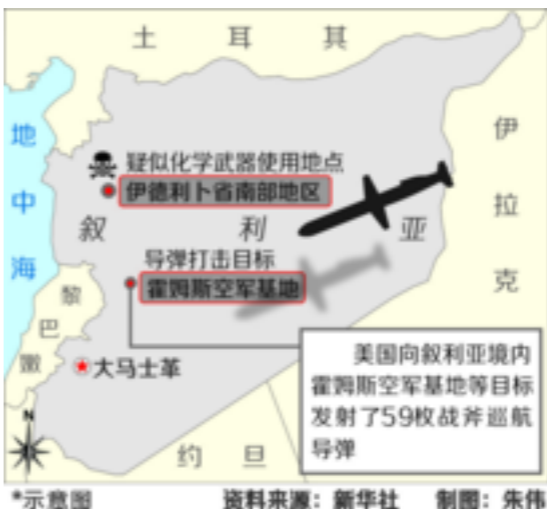 土耳其
地中海
伊拉克
疑似化学武器使用地点
伊德利卜省南部地区
叙利亚
导弹打击目标
霍姆斯空军基地
黎巴嫩
大马士革
美国向叙利亚境内
霍姆斯空军基地等目标
发射了59枚战斧巡航
导弹
N
约旦
*示意图 资料来源：新华社 制图：朱伟